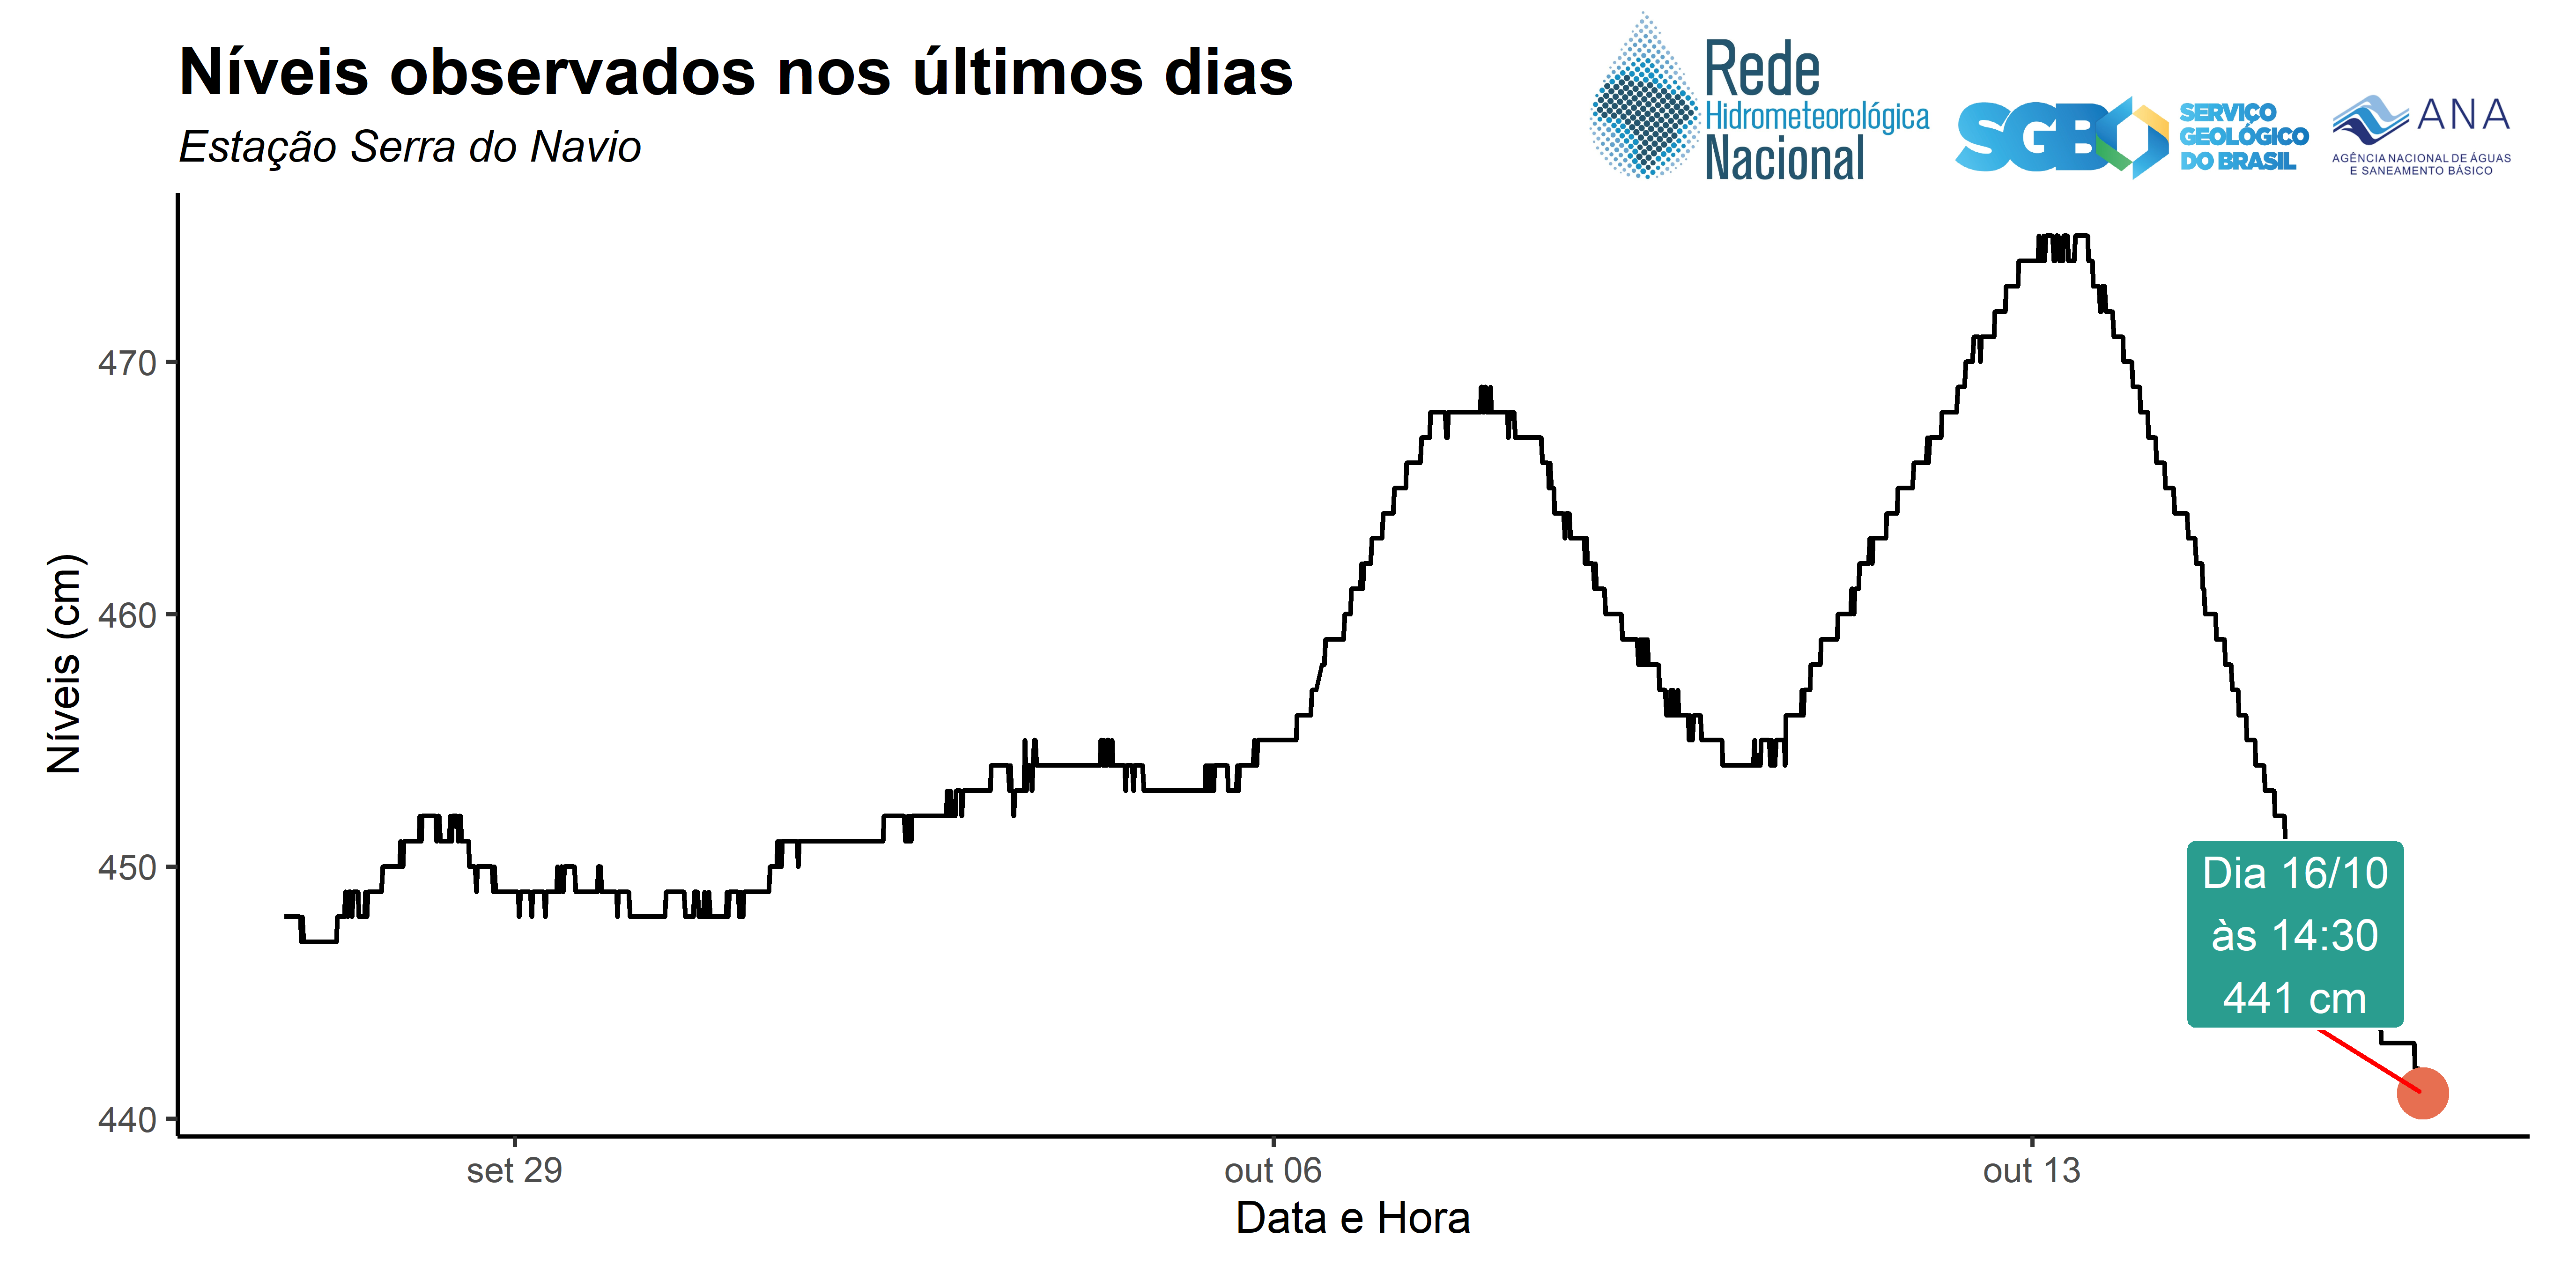 Níveis observados nos últimos dias
Estação Serra do Navio
Rede
Hidrometeorológica
Nacional
SGB
SERVIÇO
GEOLÓGICO
DO BRASIL
ANA
AGÊNCIA NACIONAL DE ÁGUAS
E SANEAMENTO BÁSICO
Níveis (cm)
470
460
450
440
Dia 16/10
às 14:30
441 cm
set 29
out 06
out 13
Data e Hora